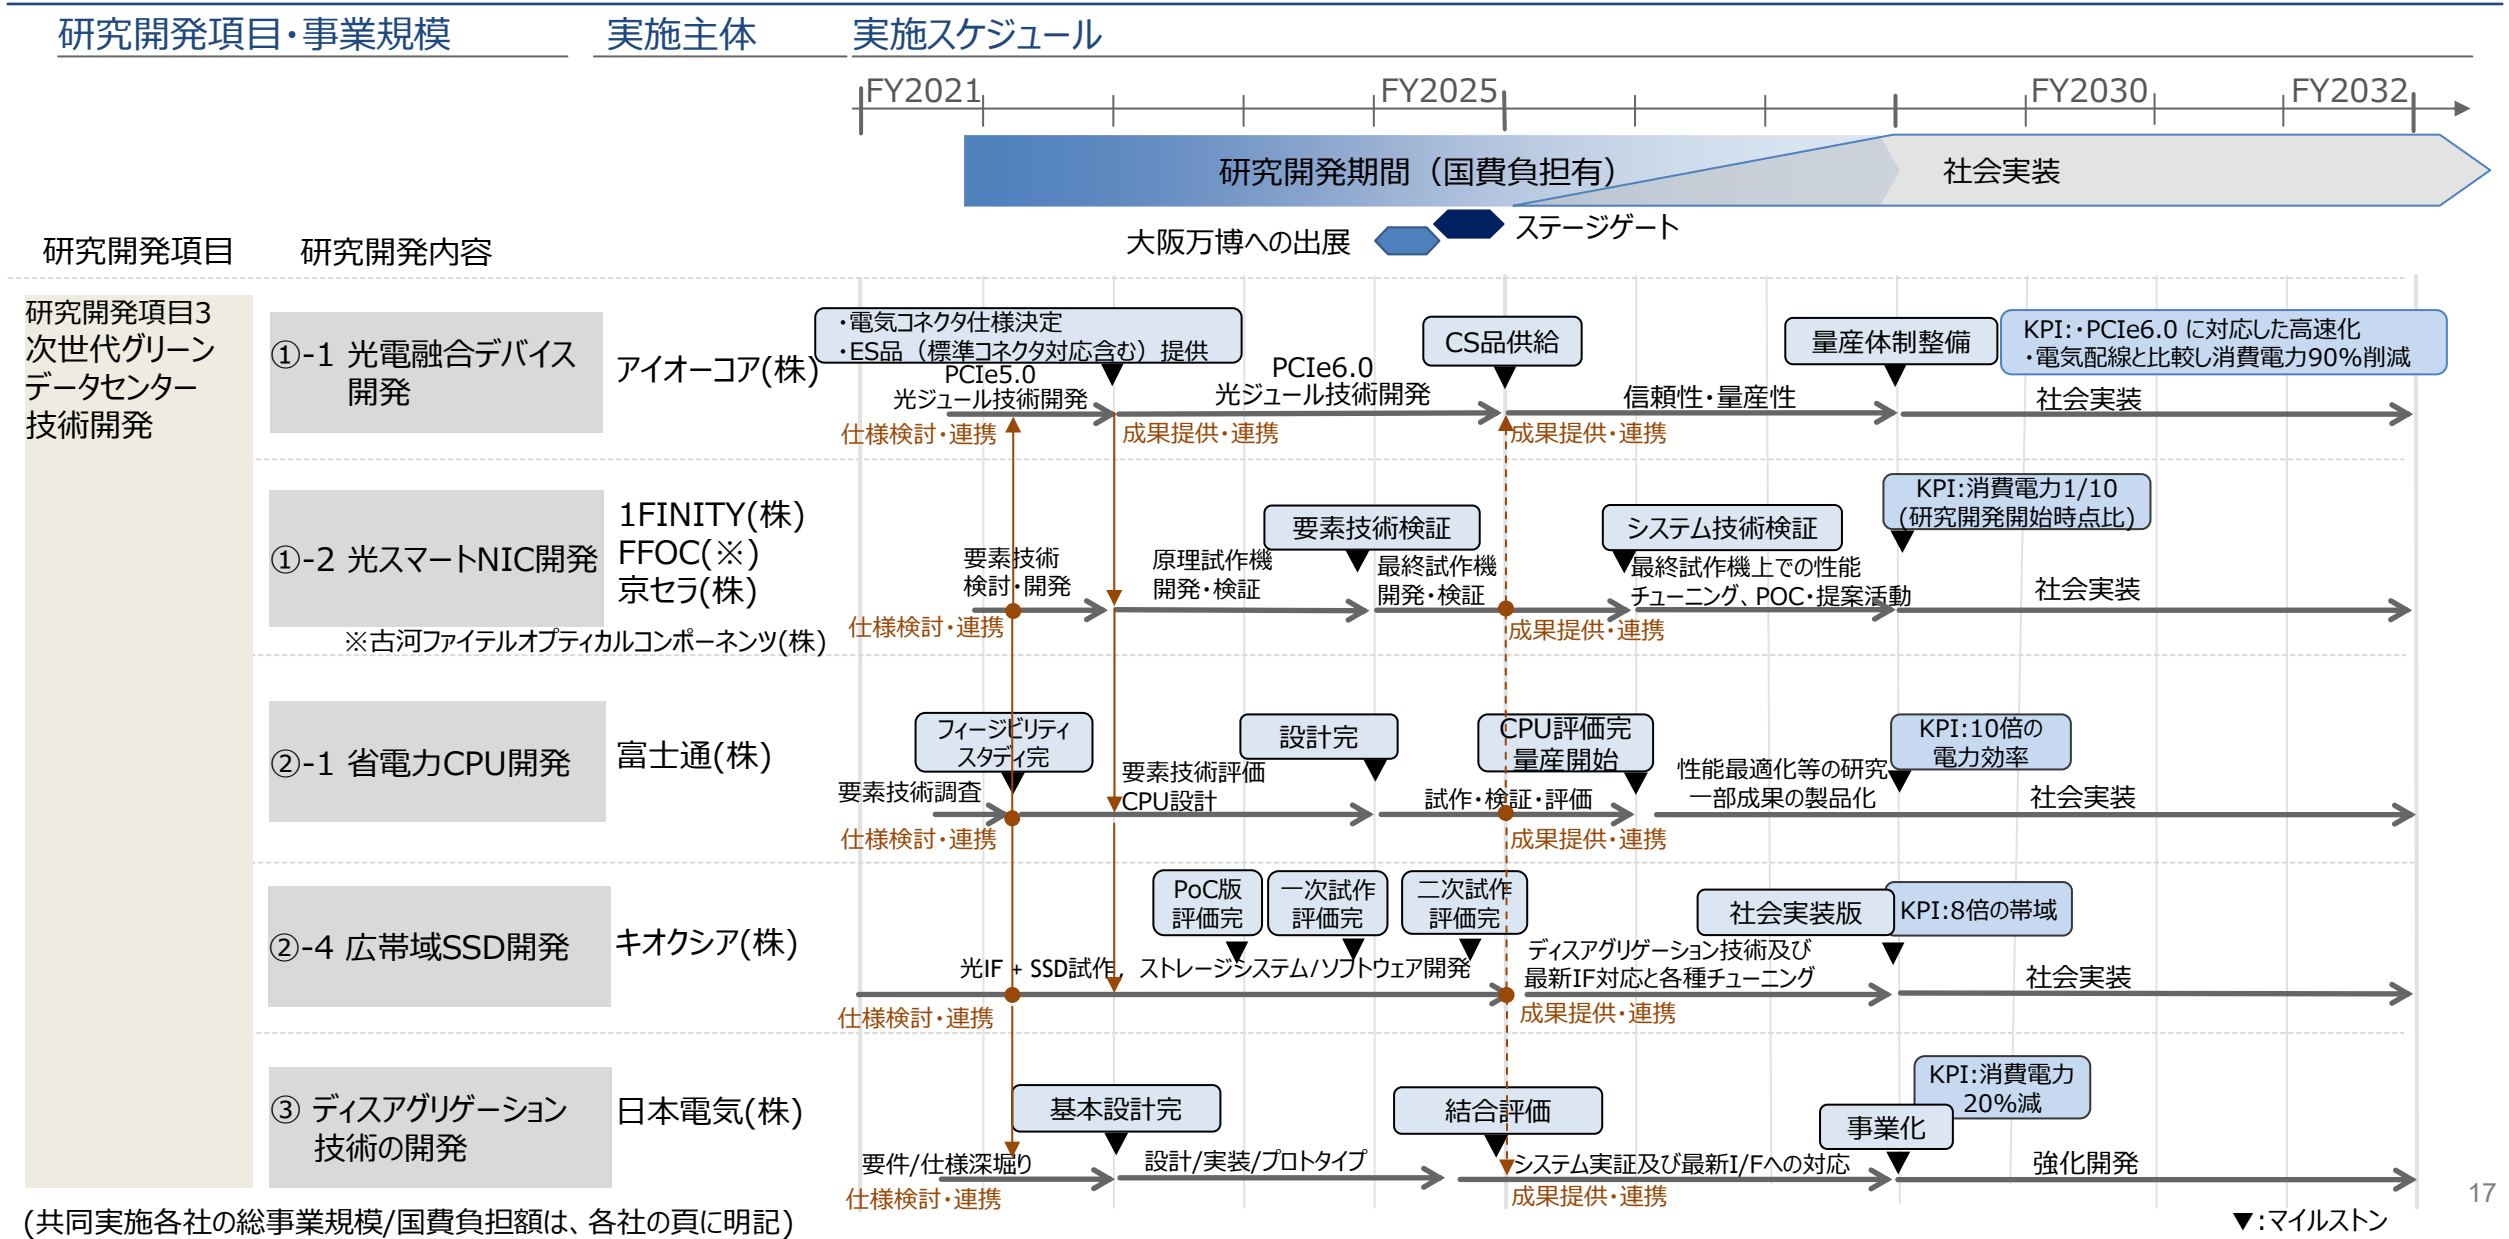 研究開発項目・事業規模
実施主体
実施スケジュール
FY2021
FY2025
FY2030
FY2032
研究開発期間（国費負担有）
社会実装
大阪万博への出展
ステージゲート
研究開発項目
研究開発内容
研究開発項目3
次世代グリーン
データセンター
技術開発
①-1 光電融合デバイス
開発
アイオーコア(株)
・電気コネクタ仕様決定
・ES品（標準コネクタ対応含む）提供
CS品供給
量産体制整備
KPI:・PCIe6.0 に対応した高速化
・電気配線と比較し消費電力90%削減
PCIe5.0
光ジュール技術開発
PCIe6.0
光ジュール技術開発
信頼性・量産性
社会実装
仕様検討・連携
成果提供・連携
成果提供・連携
①-2 光スマートNIC開発
1FINITY(株)
FFOC(※)
京セラ(株)
※古河ファイテルオプティカルコンポーネンツ(株)
要素技術検証
システム技術検証
KPI:消費電力1/10
(研究開発開始時点比)
要素技術
検討・開発
原理試作機
開発・検証
最終試作機
開発・検証
最終試作機上での性能
チューニング、POC・提案活動
社会実装
仕様検討・連携
成果提供・連携
②-1 省電力CPU開発
富士通(株)
フィージビリティ
スタディ完
設計完
CPU評価完
量産開始
KPI:10倍の
電力効率
要素技術調査
要素技術評価
CPU設計
試作・検証・評価
性能最適化等の研究
一部成果の製品化
社会実装
仕様検討・連携
成果提供・連携
②-4 広帯域SSD開発
キオクシア(株)
PoC版
評価完
一次試作
評価完
二次試作
評価完
社会実装版
KPI:8倍の帯域
光IF + SSD試作，ストレージシステム/ソフトウェア開発
ディスアグリゲーション技術及び
最新IF対応と各種チューニング
社会実装
仕様検討・連携
成果提供・連携
③ ディスアグリゲーション
技術の開発
日本電気(株)
基本設計完
結合評価
事業化
KPI:消費電力
20%減
要件/仕様深堀り
設計/実装/プロトタイプ
システム実証及び最新I/Fへの対応
強化開発
仕様検討・連携
成果提供・連携
(共同実施各社の総事業規模/国費負担額は、各社の頁に明記)
▼:マイルストン
17